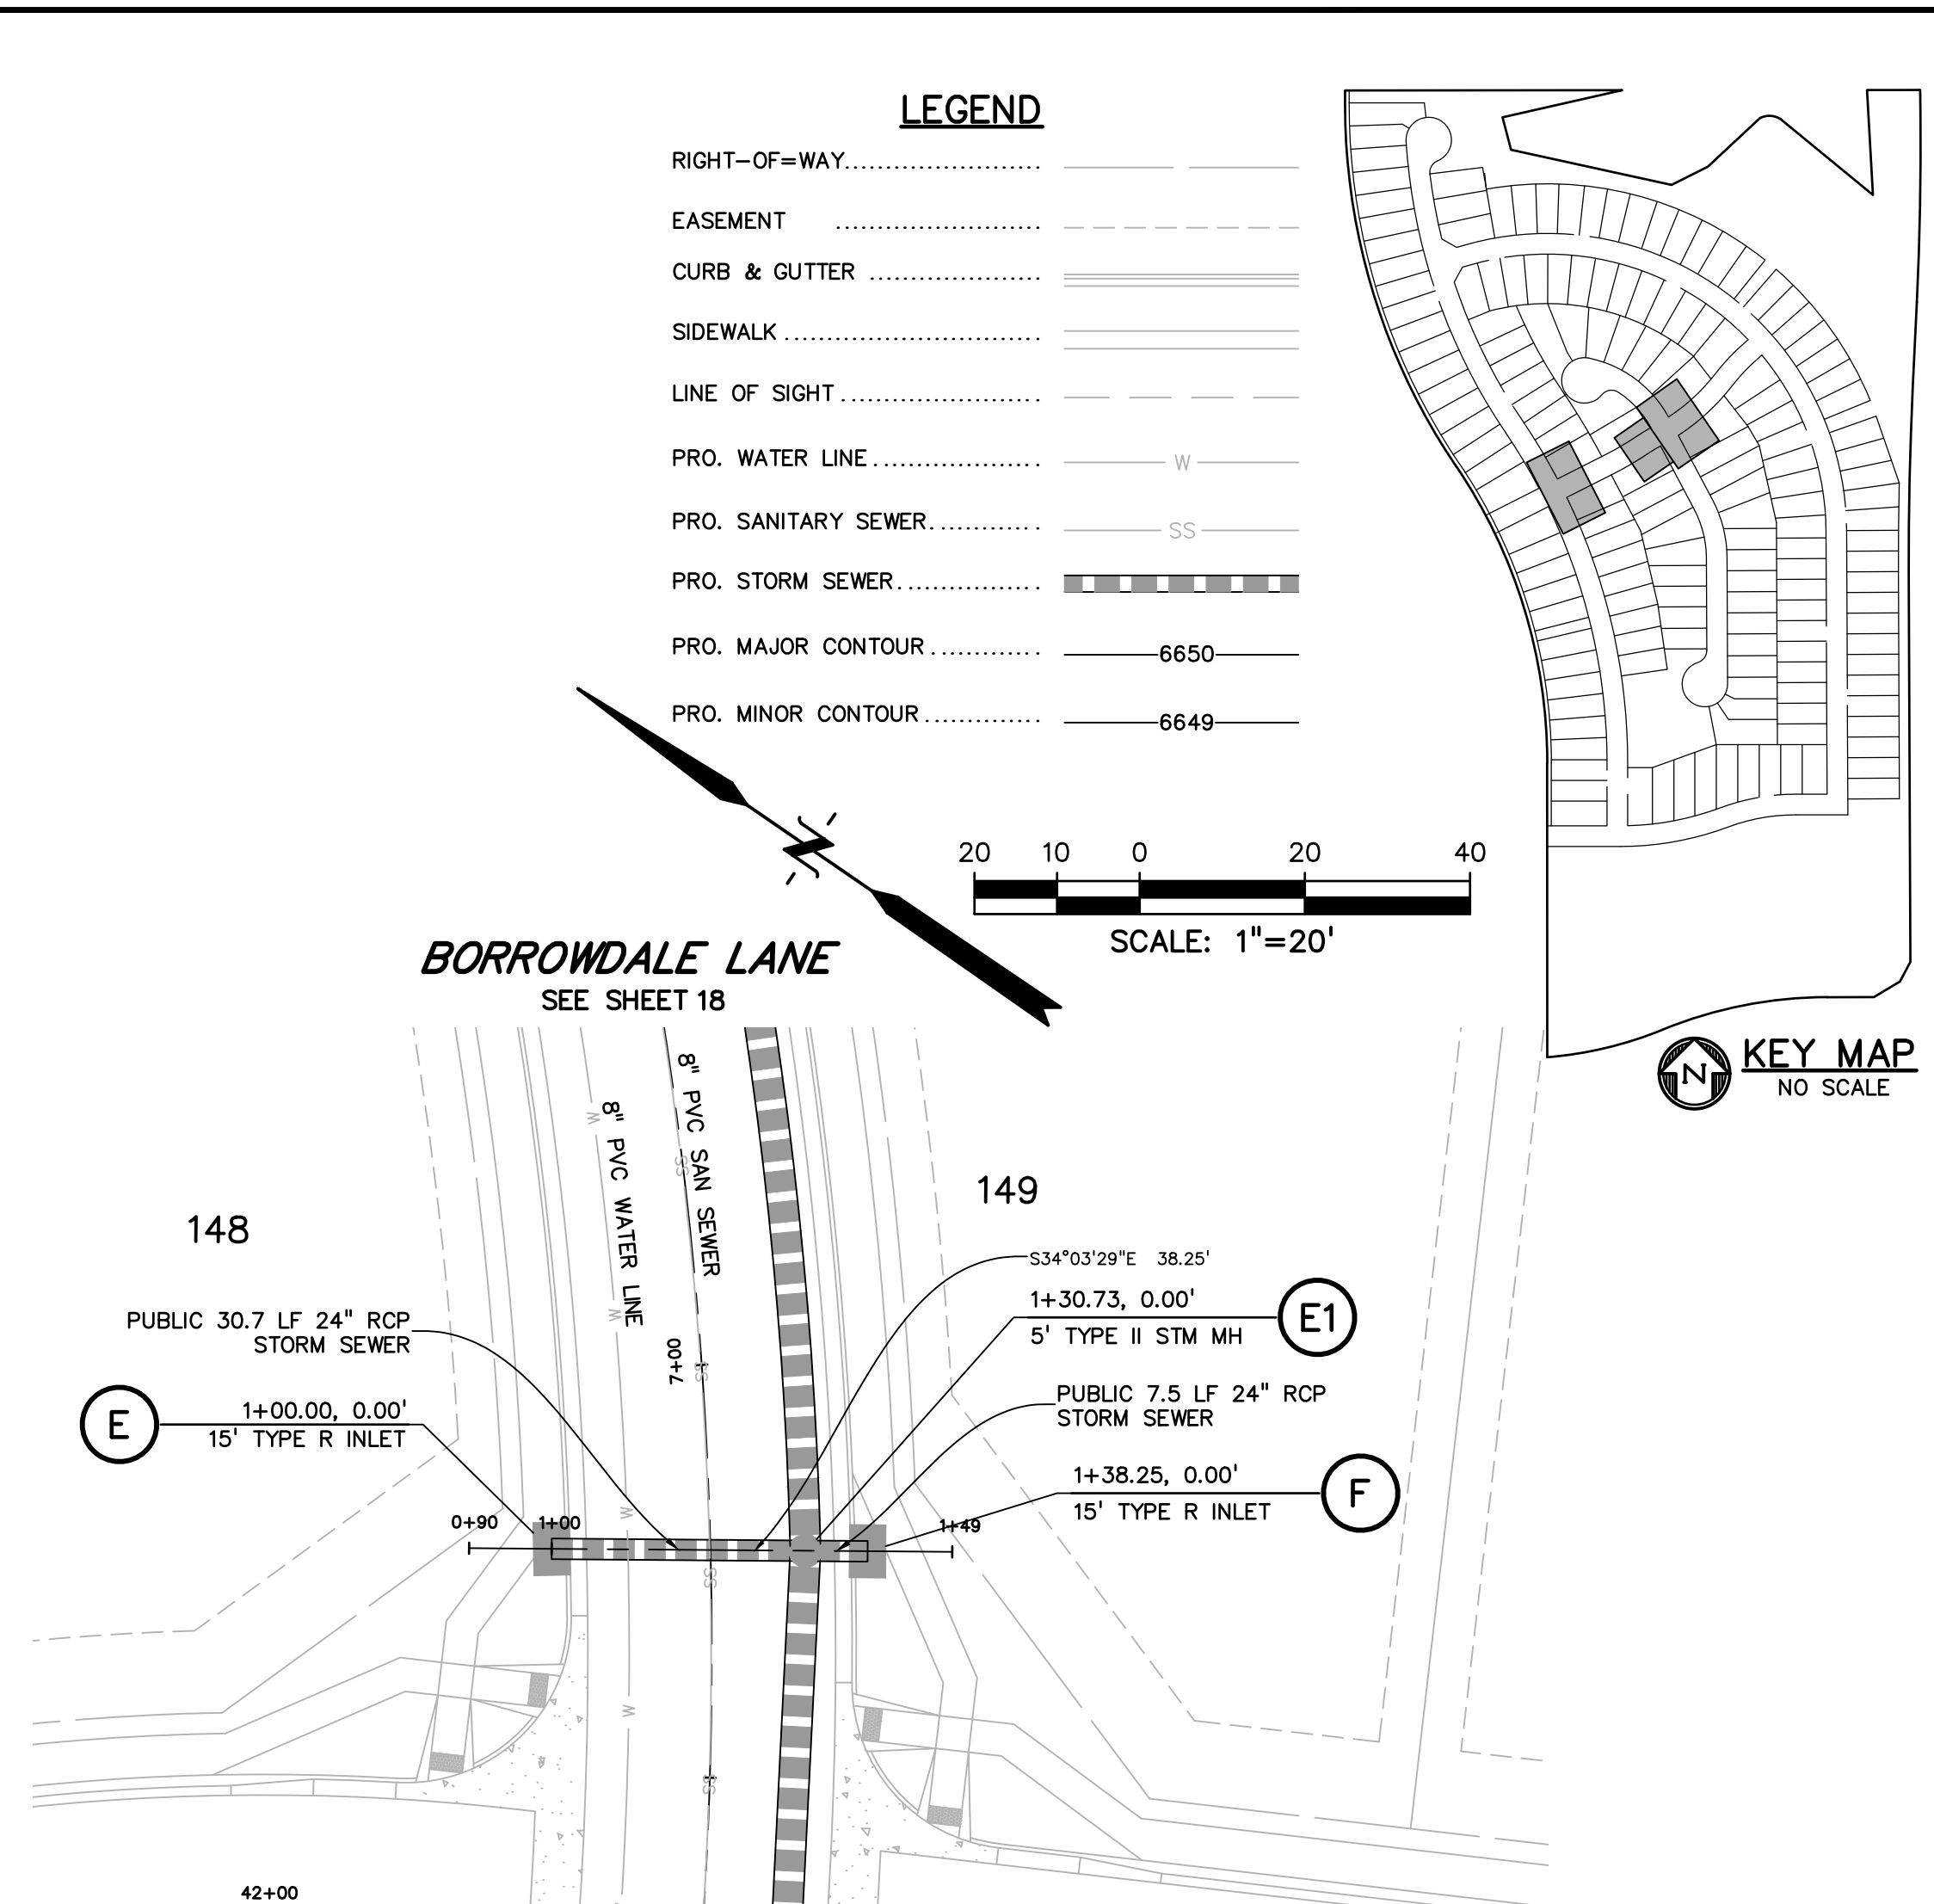 LEGEND
RIGHT-OF=WAY
EASEMENT
CURB & GUTTER
SIDEWALK
LINE OF SIGHT
PRO. WATER LINE W
PRO. SANITARY SEWER SS
PRO. STORM SEWER
PRO. MAJOR CONTOUR 6650
PRO. MINOR CONTOUR 6649
20 10 0 20 40
SCALE: 1"=20'
N
KEY MAP
NO SCALE
BORROWDALE LANE
SEE SHEET 18
8" PVC SAN SEWER
8" PVC WATER LINE
W
SS
W
SS
W
SS
W
SS
7+00
148
149
S34°03'29"E 38.25'
1+30.73, 0.00'
5' TYPE II STM MH
E1
PUBLIC 30.7 LF 24" RCP
STORM SEWER
PUBLIC 7.5 LF 24" RCP
STORM SEWER
E
1+00.00, 0.00'
15' TYPE R INLET
1+38.25, 0.00'
15' TYPE R INLET
F
0+90
1+00
1+49
42+00